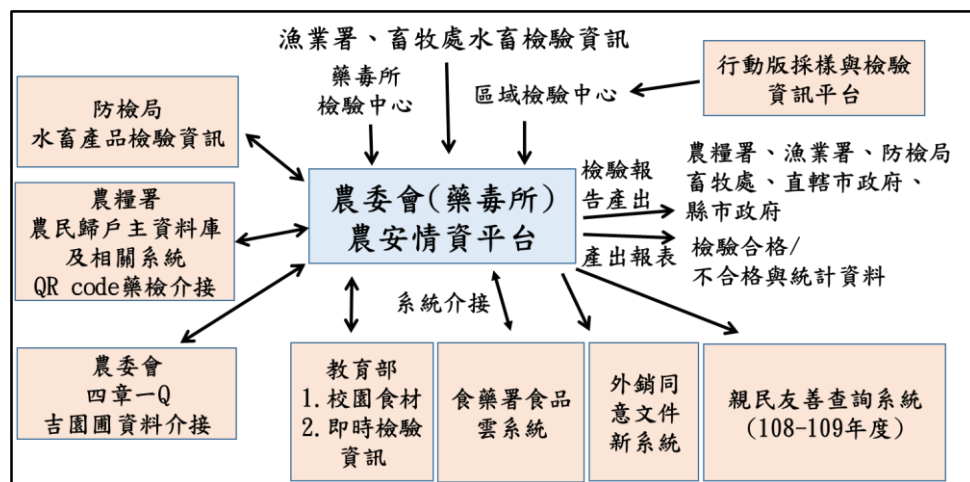 漁業署、畜牧處水畜檢驗資訊
藥毒所
檢驗中心
區域檢驗中心
行動版採樣與檢驗
資訊平台
防檢局
水畜產品檢驗資訊
農糧署
農民歸戶主資料庫
及相關系統
QR code藥檢介接
農委會
四章一Q
吉園圃資料介接
農委會(藥毒所)
農安情資平台
檢驗報
告產出
農糧署、漁業署、防檢局
畜牧處、直轄市政府、
縣市政府
產出報表
檢驗合格/
不合格與統計資料
系統介接
教育部
1.校園食材
2.即時檢驗
資訊
食藥署食品
雲系統
外銷同
意文件
新系統
親民友善查詢系統
(108-109年度)